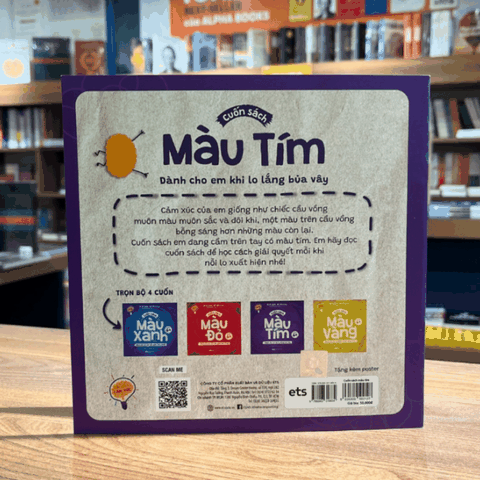 của ALPHA BOOKS
Cuốn sách
Màu Tím
Dành cho em khi lo lắng bủa vây
Cảm xúc của em giống như chiếc cầu vồng
muôn màu muôn sắc và đôi khi, một màu trên cầu vồng
bỗng sáng hơn những màu còn lại.
Cuốn sách em đang cầm trên tay có màu tím. Em hãy đọc
cuốn sách để học cách giải quyết mỗi khi
nỗi lo xuất hiện nhé!
TRỌN BỘ 4 CUỐN
Màu Xanh
Màu Đỏ
Màu Tím
Màu Vàng
Tặng kèm poster
SCAN ME
ets